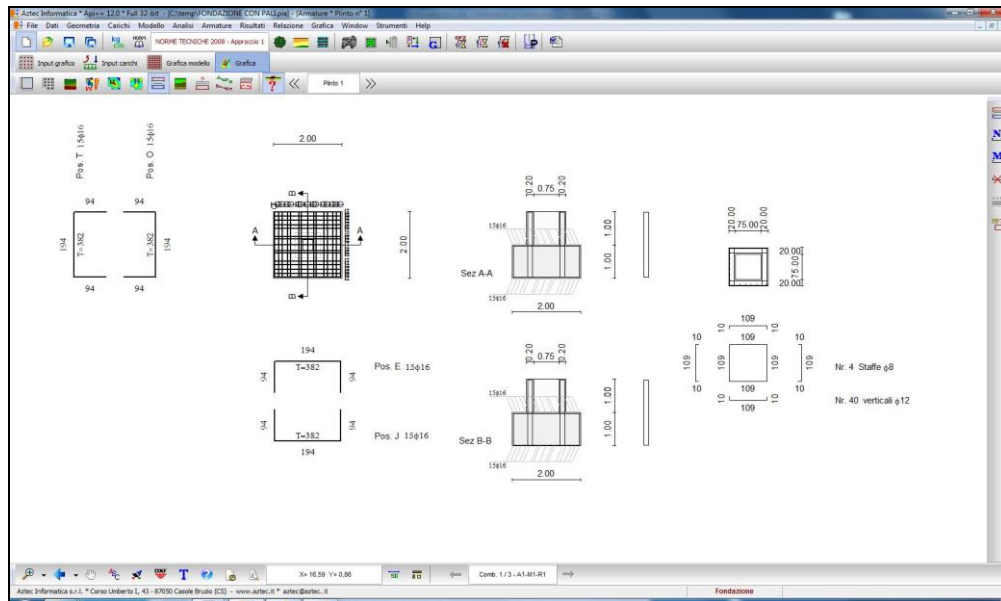 Aztec Informatica * Api++ 12.0 * Full 32-bit - [C:\temp\FONDAZIONE CON PALI.pia] - [Armature * Plinto n° 1]
File Dati Geometria Carichi Modello Analisi Armature Risultati Relazione Grafica Window Strumenti Help
NORME TECNICHE 2008 - Approccio 1
Input grafico Input carichi Grafica modello Grafica
Plinto 1
Pos. T 15ϕ16
Pos. O 15ϕ16
94 94
194 T=382 T=382 194
94 94
2.00
B
A A
2.00
B
0.20 0.75 0.20
15ϕ16
1.00
1.00
Sez A-A
15ϕ16
2.00
20.00 75.00 20.00
20.00
75.00
20.00
194
T=382
94 94
Pos. E 15ϕ16
94 94
T=382
Pos. J 15ϕ16
194
0.20 0.75 0.20
15ϕ16
1.00
1.00
Sez B-B
15ϕ16
2.00
109
10 10
10 109 10
109 109 109 109
10 109 10
10 10
109
Nr. 4 Staffe ϕ8
Nr. 40 verticali ϕ12
X= 16,59 Y= 0,86
Comb. 1 / 3 - A1-M1-R1
Aztec Informatica s.r.l. * Corso Umberto I, 43 - 87050 Casole Bruzio (CS) - www.aztec.it * aztec@aztec.it
Fondazione